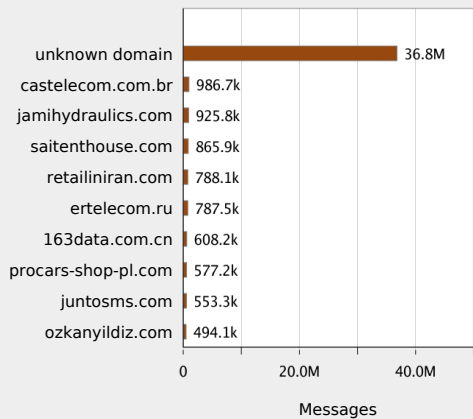 unknown domain 36.8M
castelecom.com.br 986.7k
jamihydraulics.com 925.8k
saitenthouse.com 865.9k
retailiniran.com 788.1k
ertelecom.ru 787.5k
163data.com.cn 608.2k
procars-shop-pl.com 577.2k
juntosms.com 553.3k
ozkanyildiz.com 494.1k
0 20.0M 40.0M
Messages